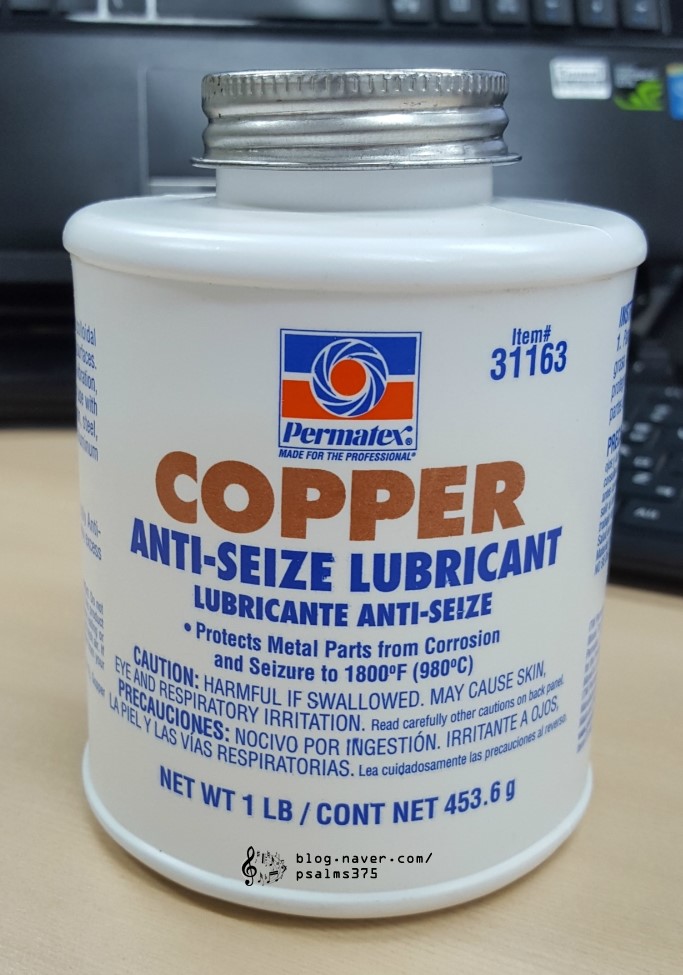 Item#
31163
Permatex®
MADE FOR THE PROFESSIONAL®
COPPER
ANTI-SEIZE LUBRICANT
LUBRICANTE ANTI-SEIZE
• Protects Metal Parts from Corrosion
and Seizure to 1800ºF (980ºC)
CAUTION: HARMFUL IF SWALLOWED. MAY CAUSE SKIN,
EYE AND RESPIRATORY IRRITATION. Read carefully other cautions on back panel.
PRECAUCIONES: NOCIVO POR INGESTIÓN. IRRITANTE A OJOS,
LA PIEL Y LAS VÍAS RESPIRATORIAS. Lea cuidadosamente las precauciones al reverso.
NET WT 1 LB / CONT NET 453.6 g
blog.naver.com/
psalms375